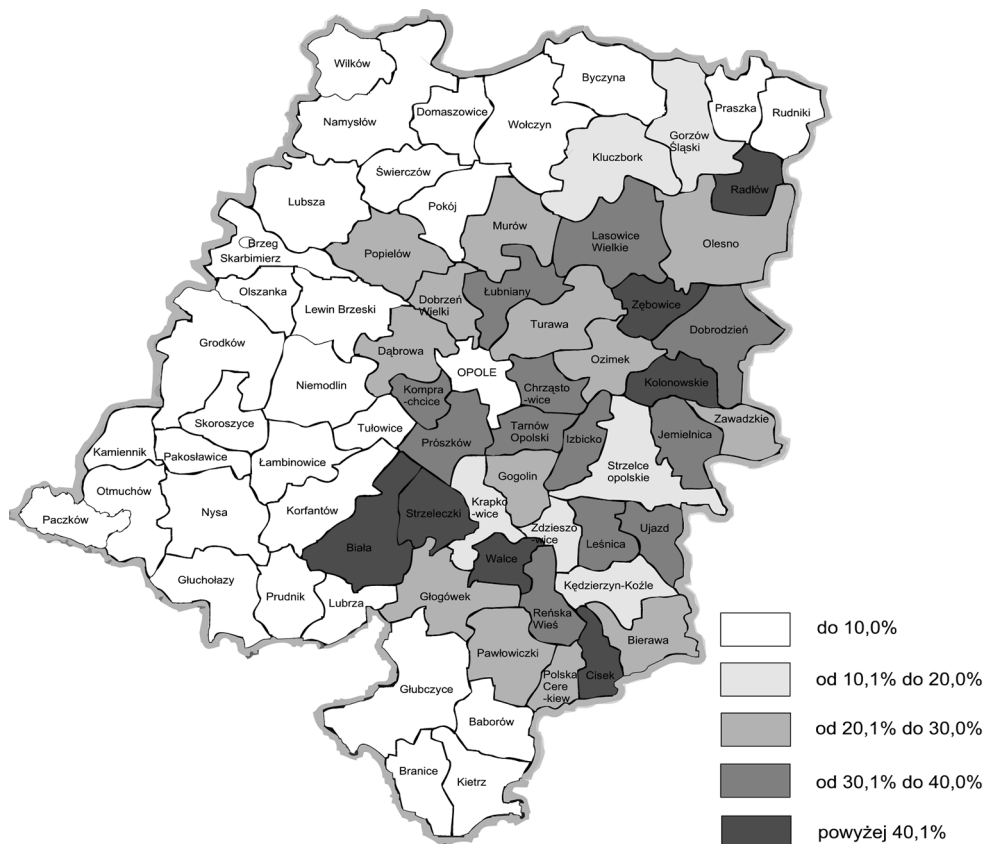 Wilków
Byczyna
Praszka
Rudniki
Domaszowice
Namysłów
Wołczyn
Gorzów
Śląski
Kluczbork
Świerczów
Radłów
Lubsza
Pokój
Murów
Lasowice
Wielkie
Olesno
Brzeg
Skarbimierz
Popielów
Olszanka
Lewin Brzeski
Dobrzeń
Wielki
Łubniany
Zębowice
Turawa
Dobrodzień
Grodków
Dąbrowa
OPOLE
Ozimek
Niemodlin
Kompra
-chcice
Chrząsto
-wice
Kolonowskie
Skoroszyce
Tułowice
Prószków
Tarnów
Opolski
Izbicko
Jemielnica
Zawadzkie
Kamiennik
Pakosławice
Łambinowice
Strzelce
opolskie
Gogolin
Otmuchów
Paczków
Nysa
Korfantów
Strzeleczki
Krapko
-wice
Zdzieszo
-wice
Ujazd
Leśnica
Biała
Walce
Głuchołazy
Prudnik
Lubrza
Głogówek
Kędzierzyn-Koźle
Reńska
Wieś
Bierawa
Pawłowiczki
Polska
Cere
-kiew
Cisek
Głubczyce
Baborów
Branice
Kietrz
do 10,0%
od 10,1% do 20,0%
od 20,1% do 30,0%
od 30,1% do 40,0%
powyżej 40,1%